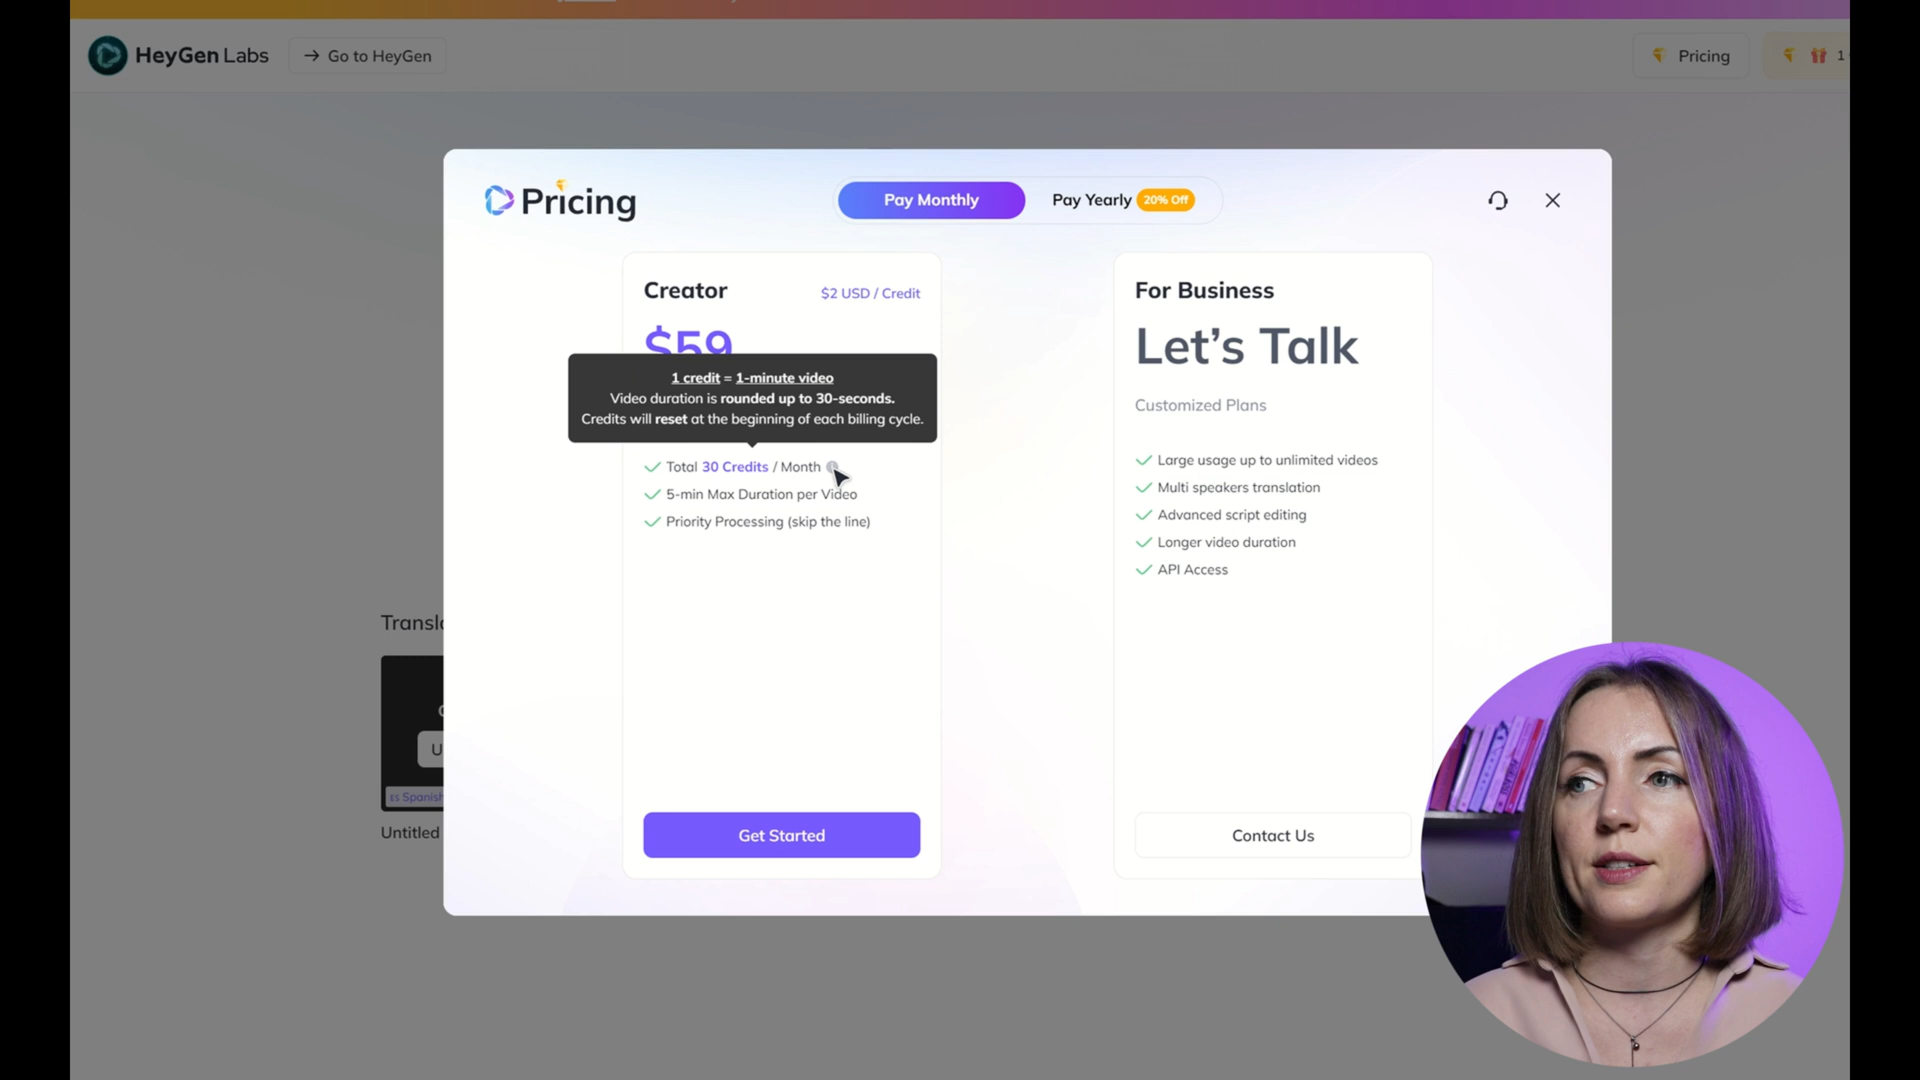 HeyGen Labs
→ Go to HeyGen
Pricing
1
Pricing
Pay Monthly
Pay Yearly 20% Off
Creator
$2 USD / Credit
$59
1 credit = 1-minute video
Video duration is rounded up to 30-seconds.
Credits will reset at the beginning of each billing cycle.
Total 30 Credits / Month
5-min Max Duration per Video
Priority Processing (skip the line)
Get Started
For Business
Let's Talk
Customized Plans
Large usage up to unlimited videos
Multi speakers translation
Advanced script editing
Longer video duration
API Access
Contact Us
ES Spanish
Untitled